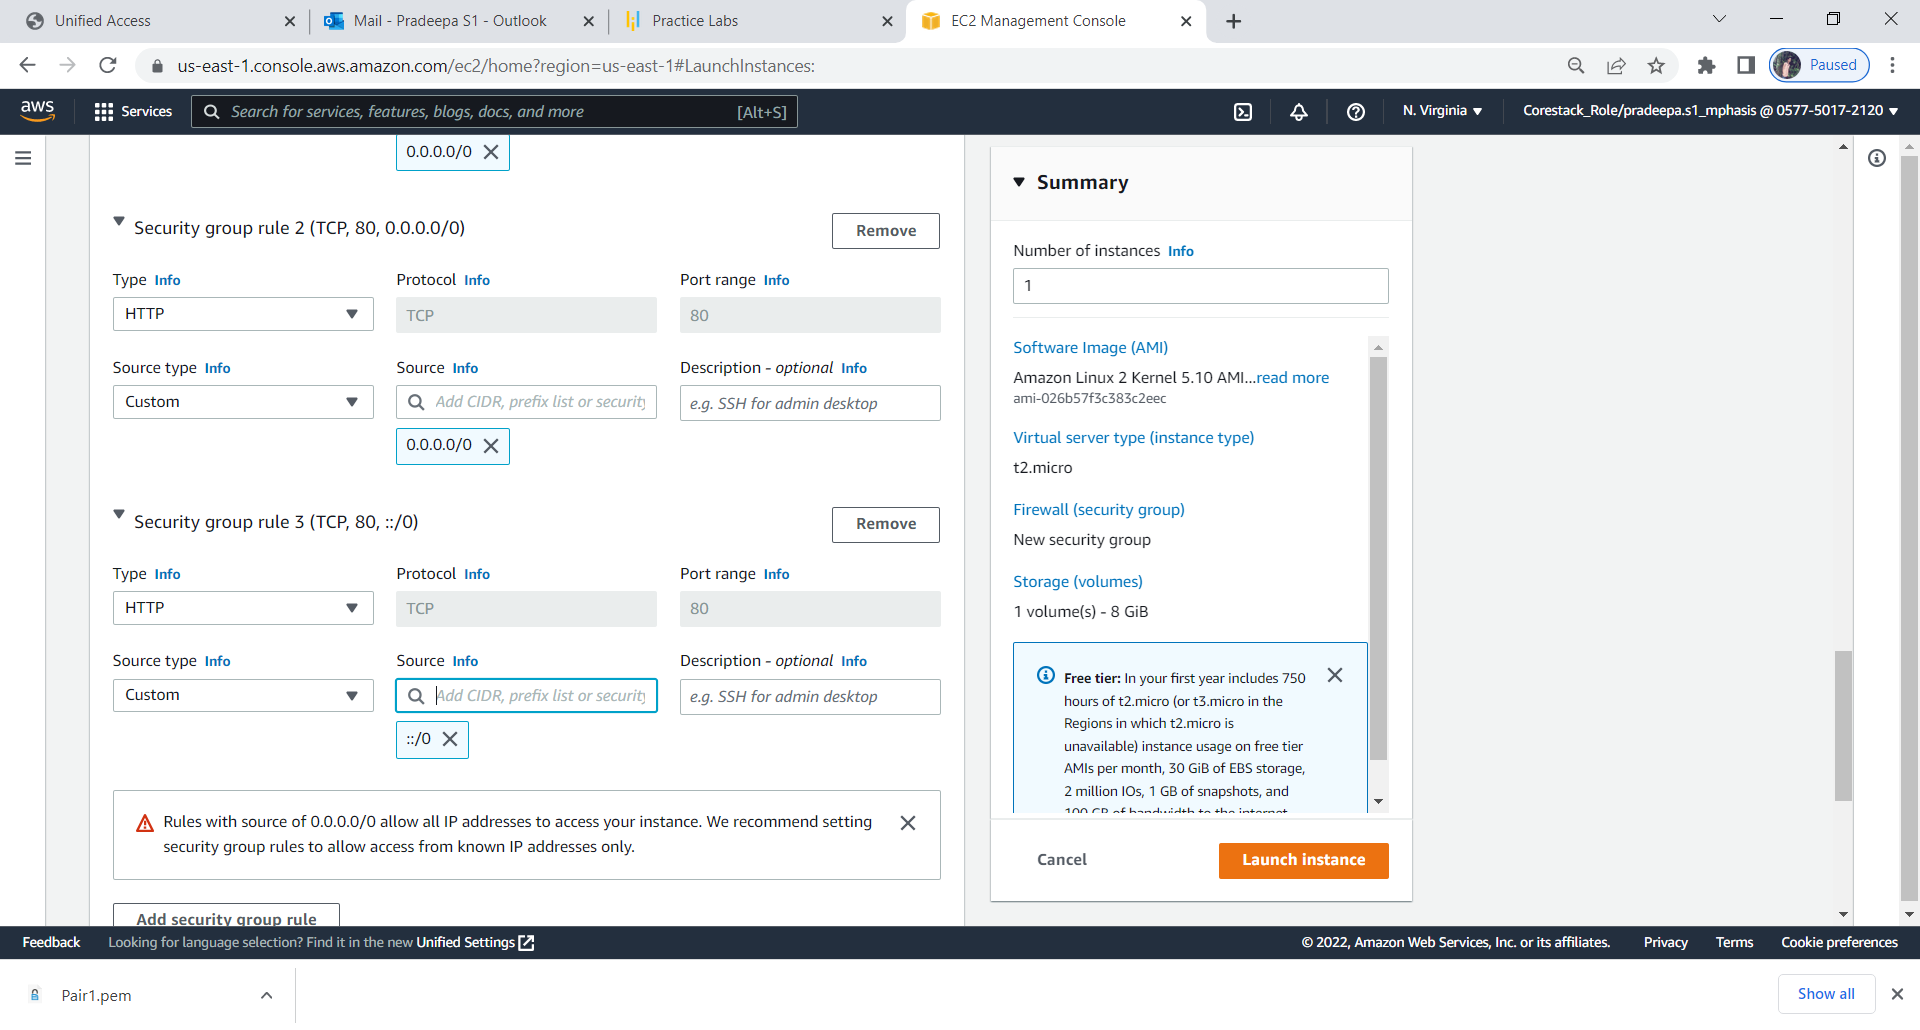 Unified Access
Mail - Pradeepa S1 - Outlook
Practice Labs
EC2 Management Console
us-east-1.console.aws.amazon.com/ec2/home?region=us-east-1#LaunchInstances:
Paused
aws
Services
Search for services, features, blogs, docs, and more
[Alt+S]
N. Virginia
Corestack_Role/pradeepa.s1_mphasis @ 0577-5017-2120
0.0.0.0/0
Security group rule 2 (TCP, 80, 0.0.0.0/0)
Remove
Type Info
Protocol Info
Port range Info
HTTP
TCP
80
Source type Info
Source Info
Description - optional Info
Custom
Add CIDR, prefix list or security
e.g. SSH for admin desktop
0.0.0.0/0
Security group rule 3 (TCP, 80, ::/0)
Remove
Type Info
Protocol Info
Port range Info
HTTP
TCP
80
Source type Info
Source Info
Description - optional Info
Custom
Add CIDR, prefix list or security
e.g. SSH for admin desktop
::/0
Rules with source of 0.0.0.0/0 allow all IP addresses to access your instance. We recommend setting
security group rules to allow access from known IP addresses only.
Add security group rule
Summary
Number of instances Info
1
Software Image (AMI)
Amazon Linux 2 Kernel 5.10 AMI...read more
ami-026b57f3c383c2eec
Virtual server type (instance type)
t2.micro
Firewall (security group)
New security group
Storage (volumes)
1 volume(s) - 8 GiB
Free tier: In your first year includes 750
hours of t2.micro (or t3.micro in the
Regions in which t2.micro is
unavailable) instance usage on free tier
AMIs per month, 30 GiB of EBS storage,
2 million IOs, 1 GB of snapshots, and
100 GB of bandwidth to the internet
Cancel
Launch instance
Feedback
Looking for language selection? Find it in the new Unified Settings
© 2022, Amazon Web Services, Inc. or its affiliates.
Privacy
Terms
Cookie preferences
Pair1.pem
Show all